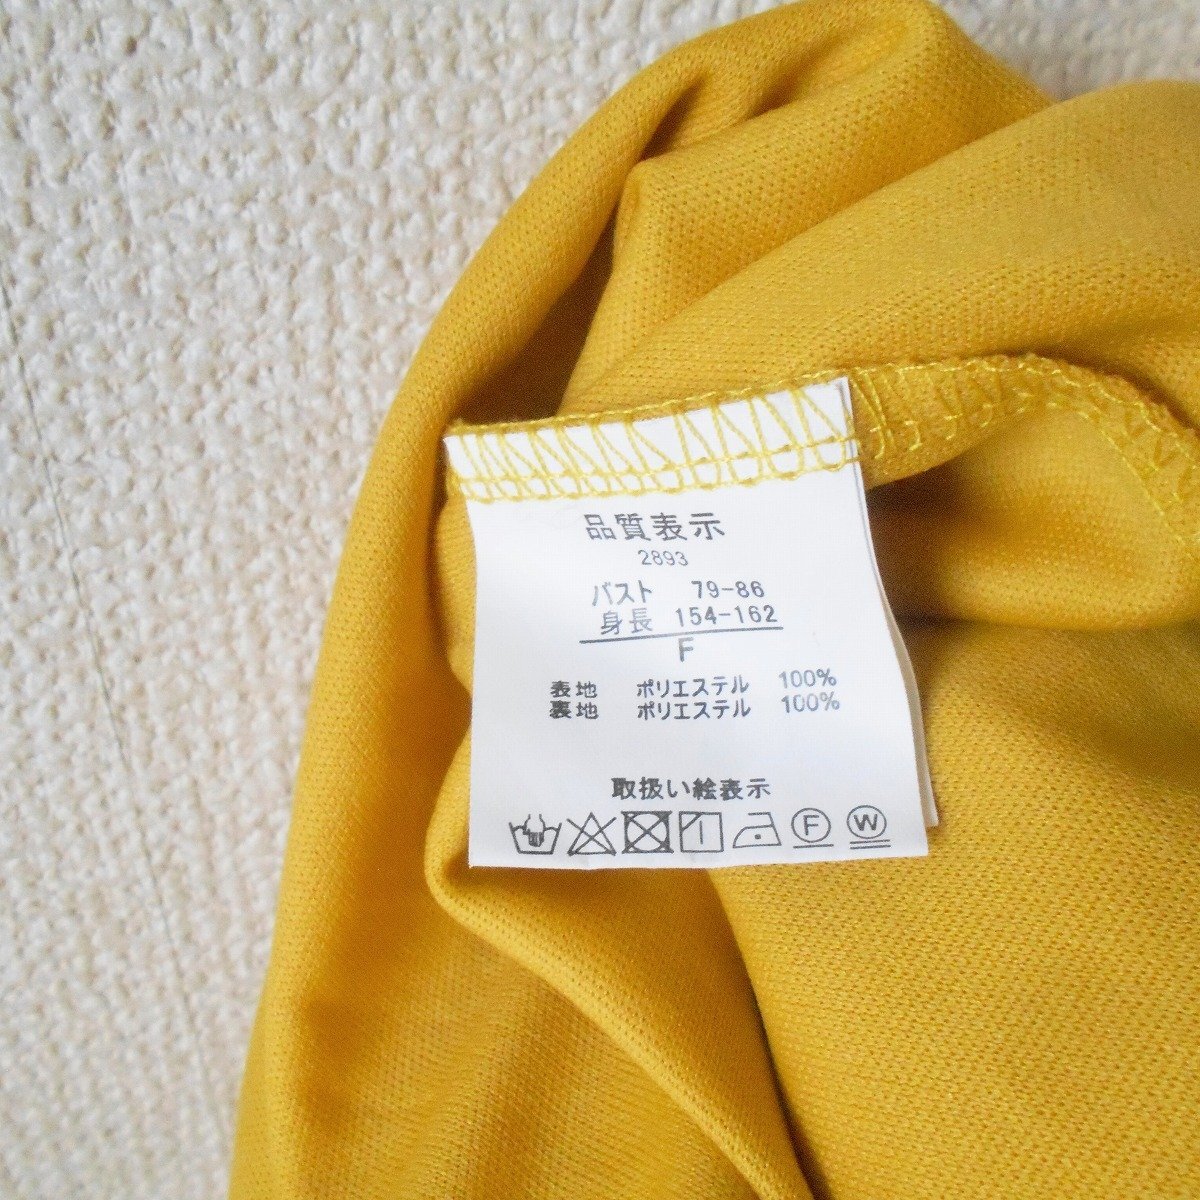 品質表示
2893
バスト 79-86
身長 154-162
F
表地 ポリエステル 100%
裏地 ポリエステル 100%
取扱い絵表示
F W